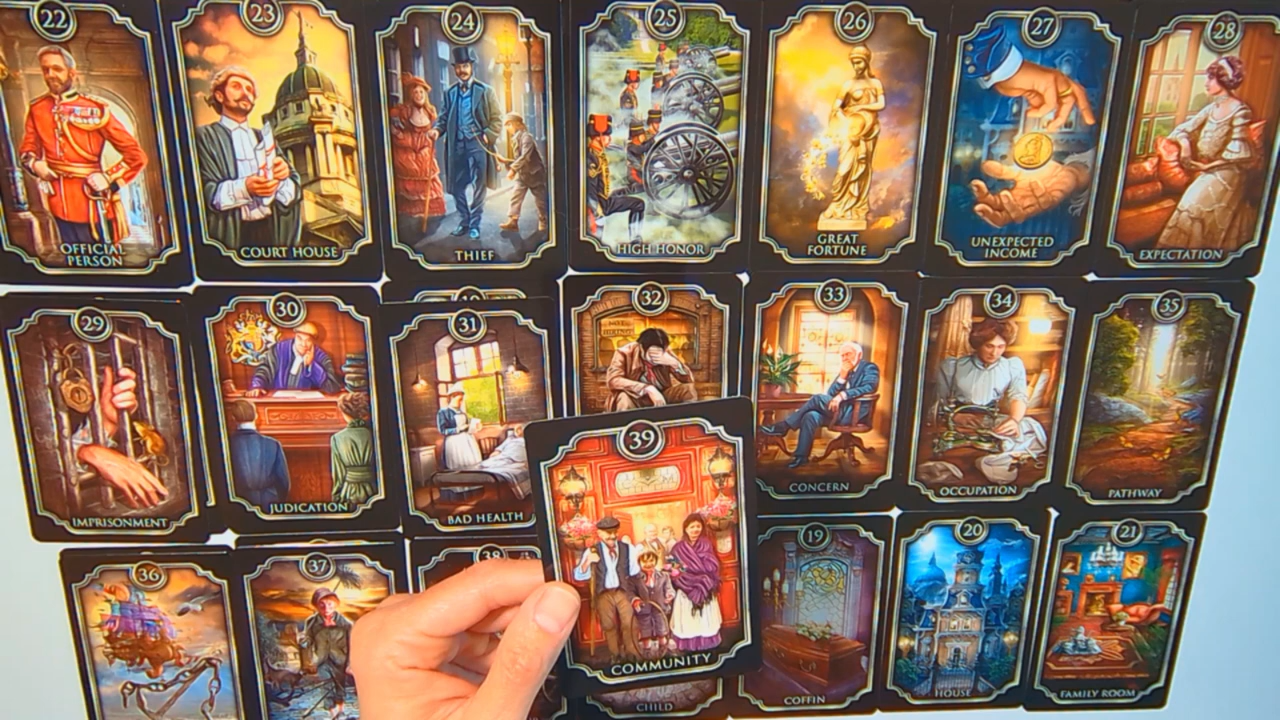 22
OFFICIAL
PERSON
23
COURT HOUSE
24
THIEF
25
HIGH HONOR
26
GREAT
FORTUNE
27
UNEXPECTED
INCOME
28
EXPECTATION
29
IMPRISONMENT
30
JUDICATION
31
BAD HEALTH
32
33
CONCERN
34
OCCUPATION
35
PATHWAY
36
37
38
39
COMMUNITY
CHILD
19
COFFIN
20
HOUSE
21
FAMILY ROOM